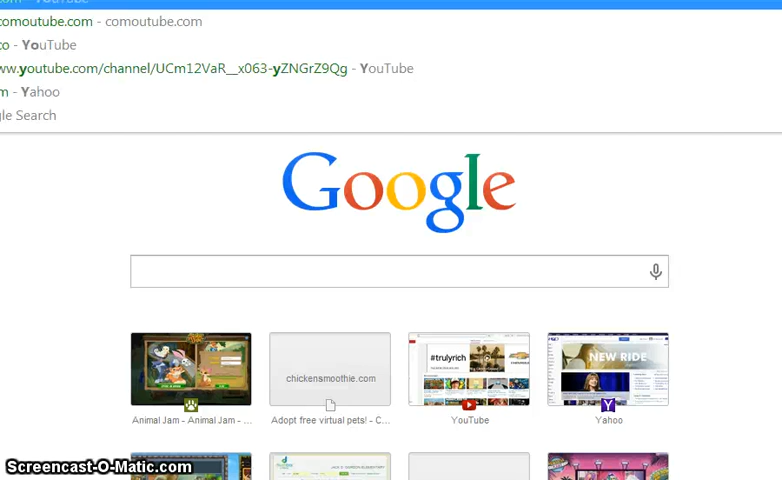 comoutube.com - comoutube.com
co - YouTube
ww.youtube.com/channel/UCm12VaR__x063-yZNGrZ9Qg - YouTube
m - Yahoo
gle Search
Google
#trulyrich
NEW RIDE
chickensmoothie.com
Animal Jam - Animal Jam - ...
Adopt free virtual pets! - C...
YouTube
Yahoo
Screencast-O-Matic.com